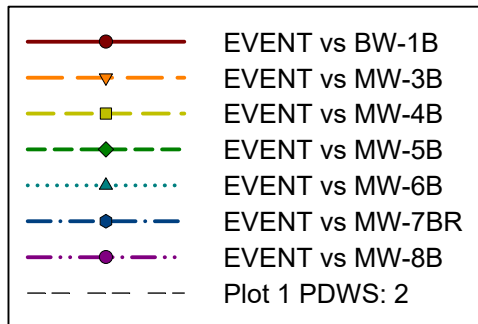 EVENT vs BW-1B
EVENT vs MW-3B
EVENT vs MW-4B
EVENT vs MW-5B
EVENT vs MW-6B
EVENT vs MW-7BR
EVENT vs MW-8B
Plot 1 PDWS: 2